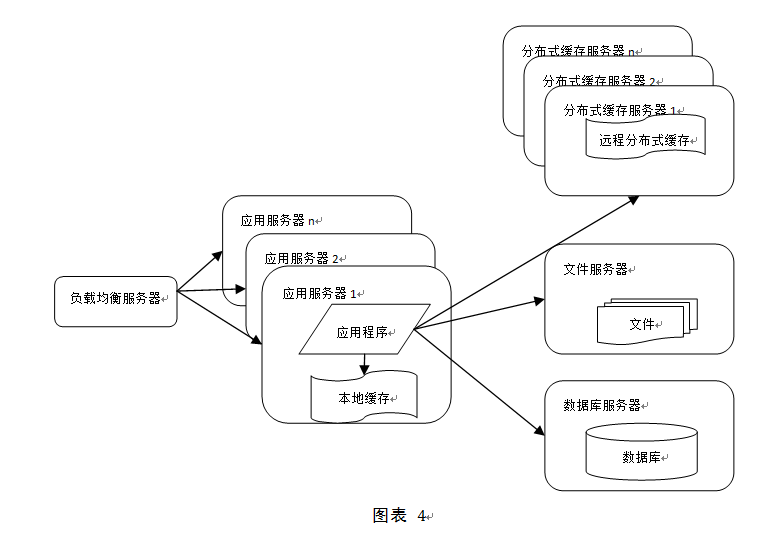 分布式缓存服务器 n
分布式缓存服务器 2
分布式缓存服务器 1
远程分布式缓存
应用服务器 n
应用服务器 2
应用服务器 1
负载均衡服务器
应用程序
本地缓存
文件服务器
文件
数据库服务器
数据库
图表 4